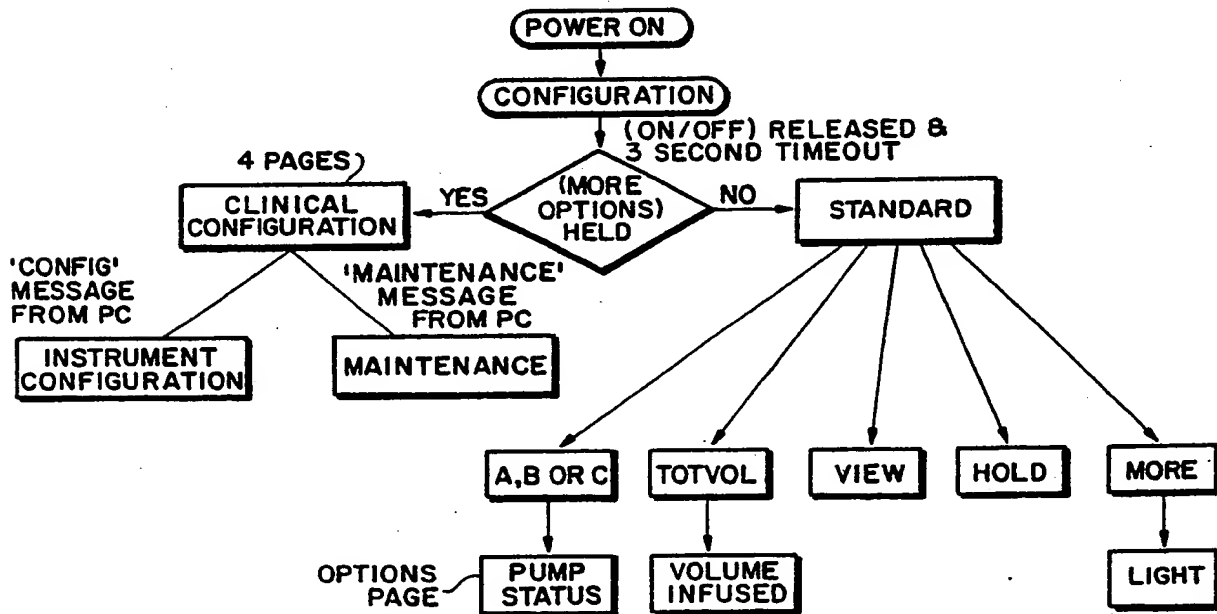 POWER ON
CONFIGURATION
(ON/OFF) RELEASED &
3 SECOND TIMEOUT
4 PAGES
CLINICAL
CONFIGURATION
YES
(MORE
OPTIONS)
HELD
NO
STANDARD
'CONFIG'
MESSAGE
FROM PC
'MAINTENANCE'
MESSAGE
FROM PC
INSTRUMENT
CONFIGURATION
MAINTENANCE
A,B OR C
TOTVOL
VIEW
HOLD
MORE
OPTIONS
PAGE
PUMP
STATUS
VOLUME
INFUSED
LIGHT